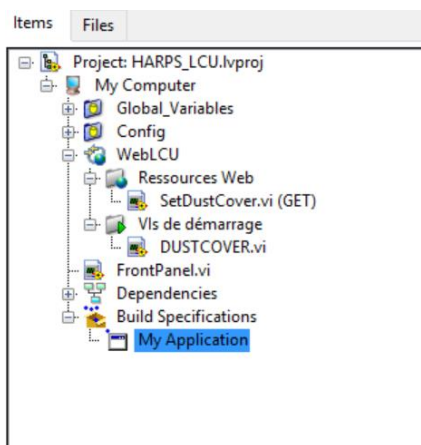 Items Files
Project: HARPS_LCU.lvproj
My Computer
Global_Variables
Config
WebLCU
Ressources Web
SetDustCover.vi (GET)
VIs de démarrage
DUSTCOVER.vi
FrontPanel.vi
Dependencies
Build Specifications
My Application